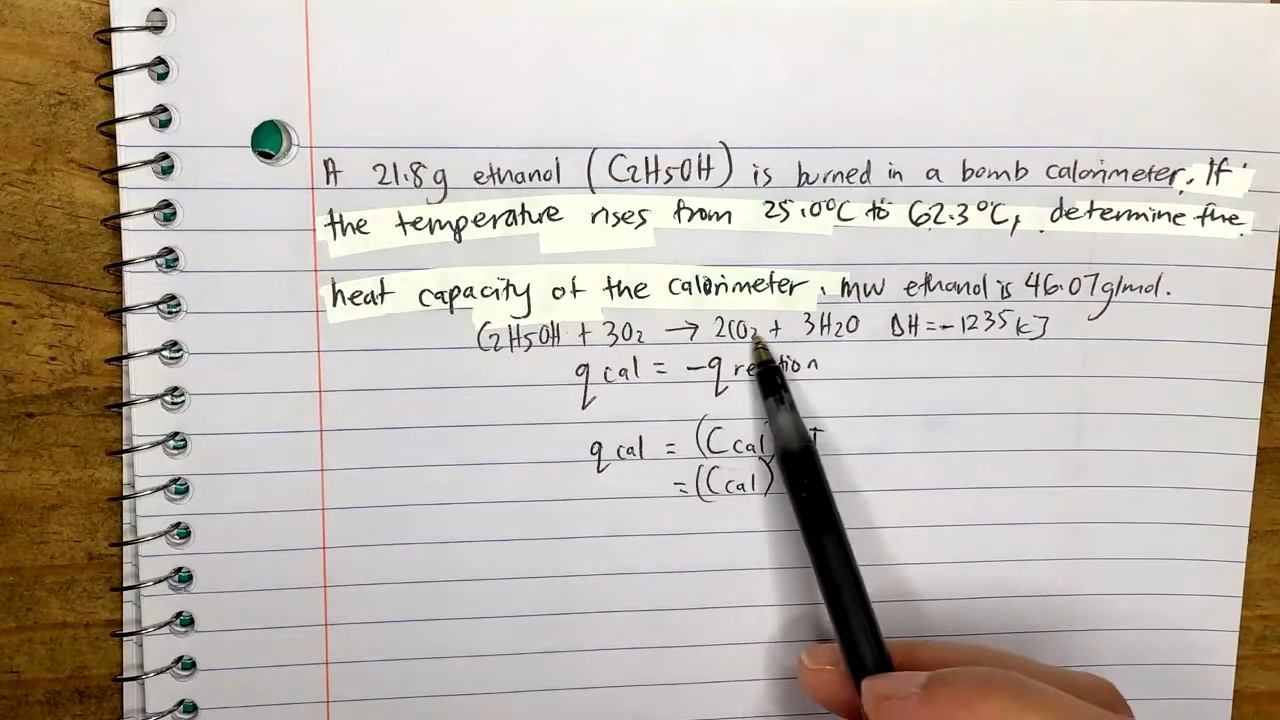 A 21.8g ethanol (C2H5OH) is burned in a bomb calorimeter. If
the temperature rises from 25.0°C to 62.3°C, determine the
heat capacity of the calorimeter. mw ethanol is 46.07g/mol.
C2H5OH + 3O2 → 2CO2 + 3H2O ΔH = -1235kJ
q cal = -q
q cal = (Ccal)
= (Ccal)